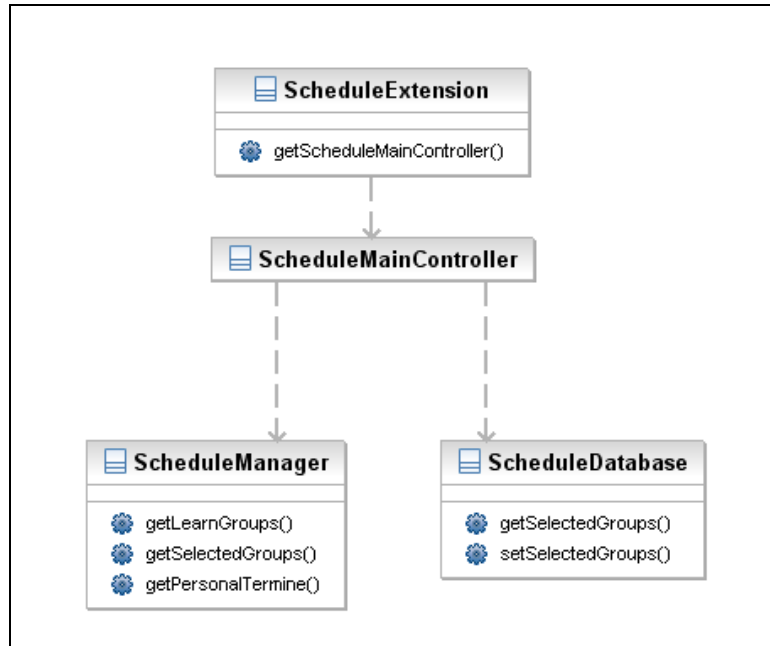 ScheduleExtension
getScheduleMainController()
ScheduleMainController
ScheduleManager
getLearnGroups()
getSelectedGroups()
getPersonalTermine()
ScheduleDatabase
getSelectedGroups()
setSelectedGroups()